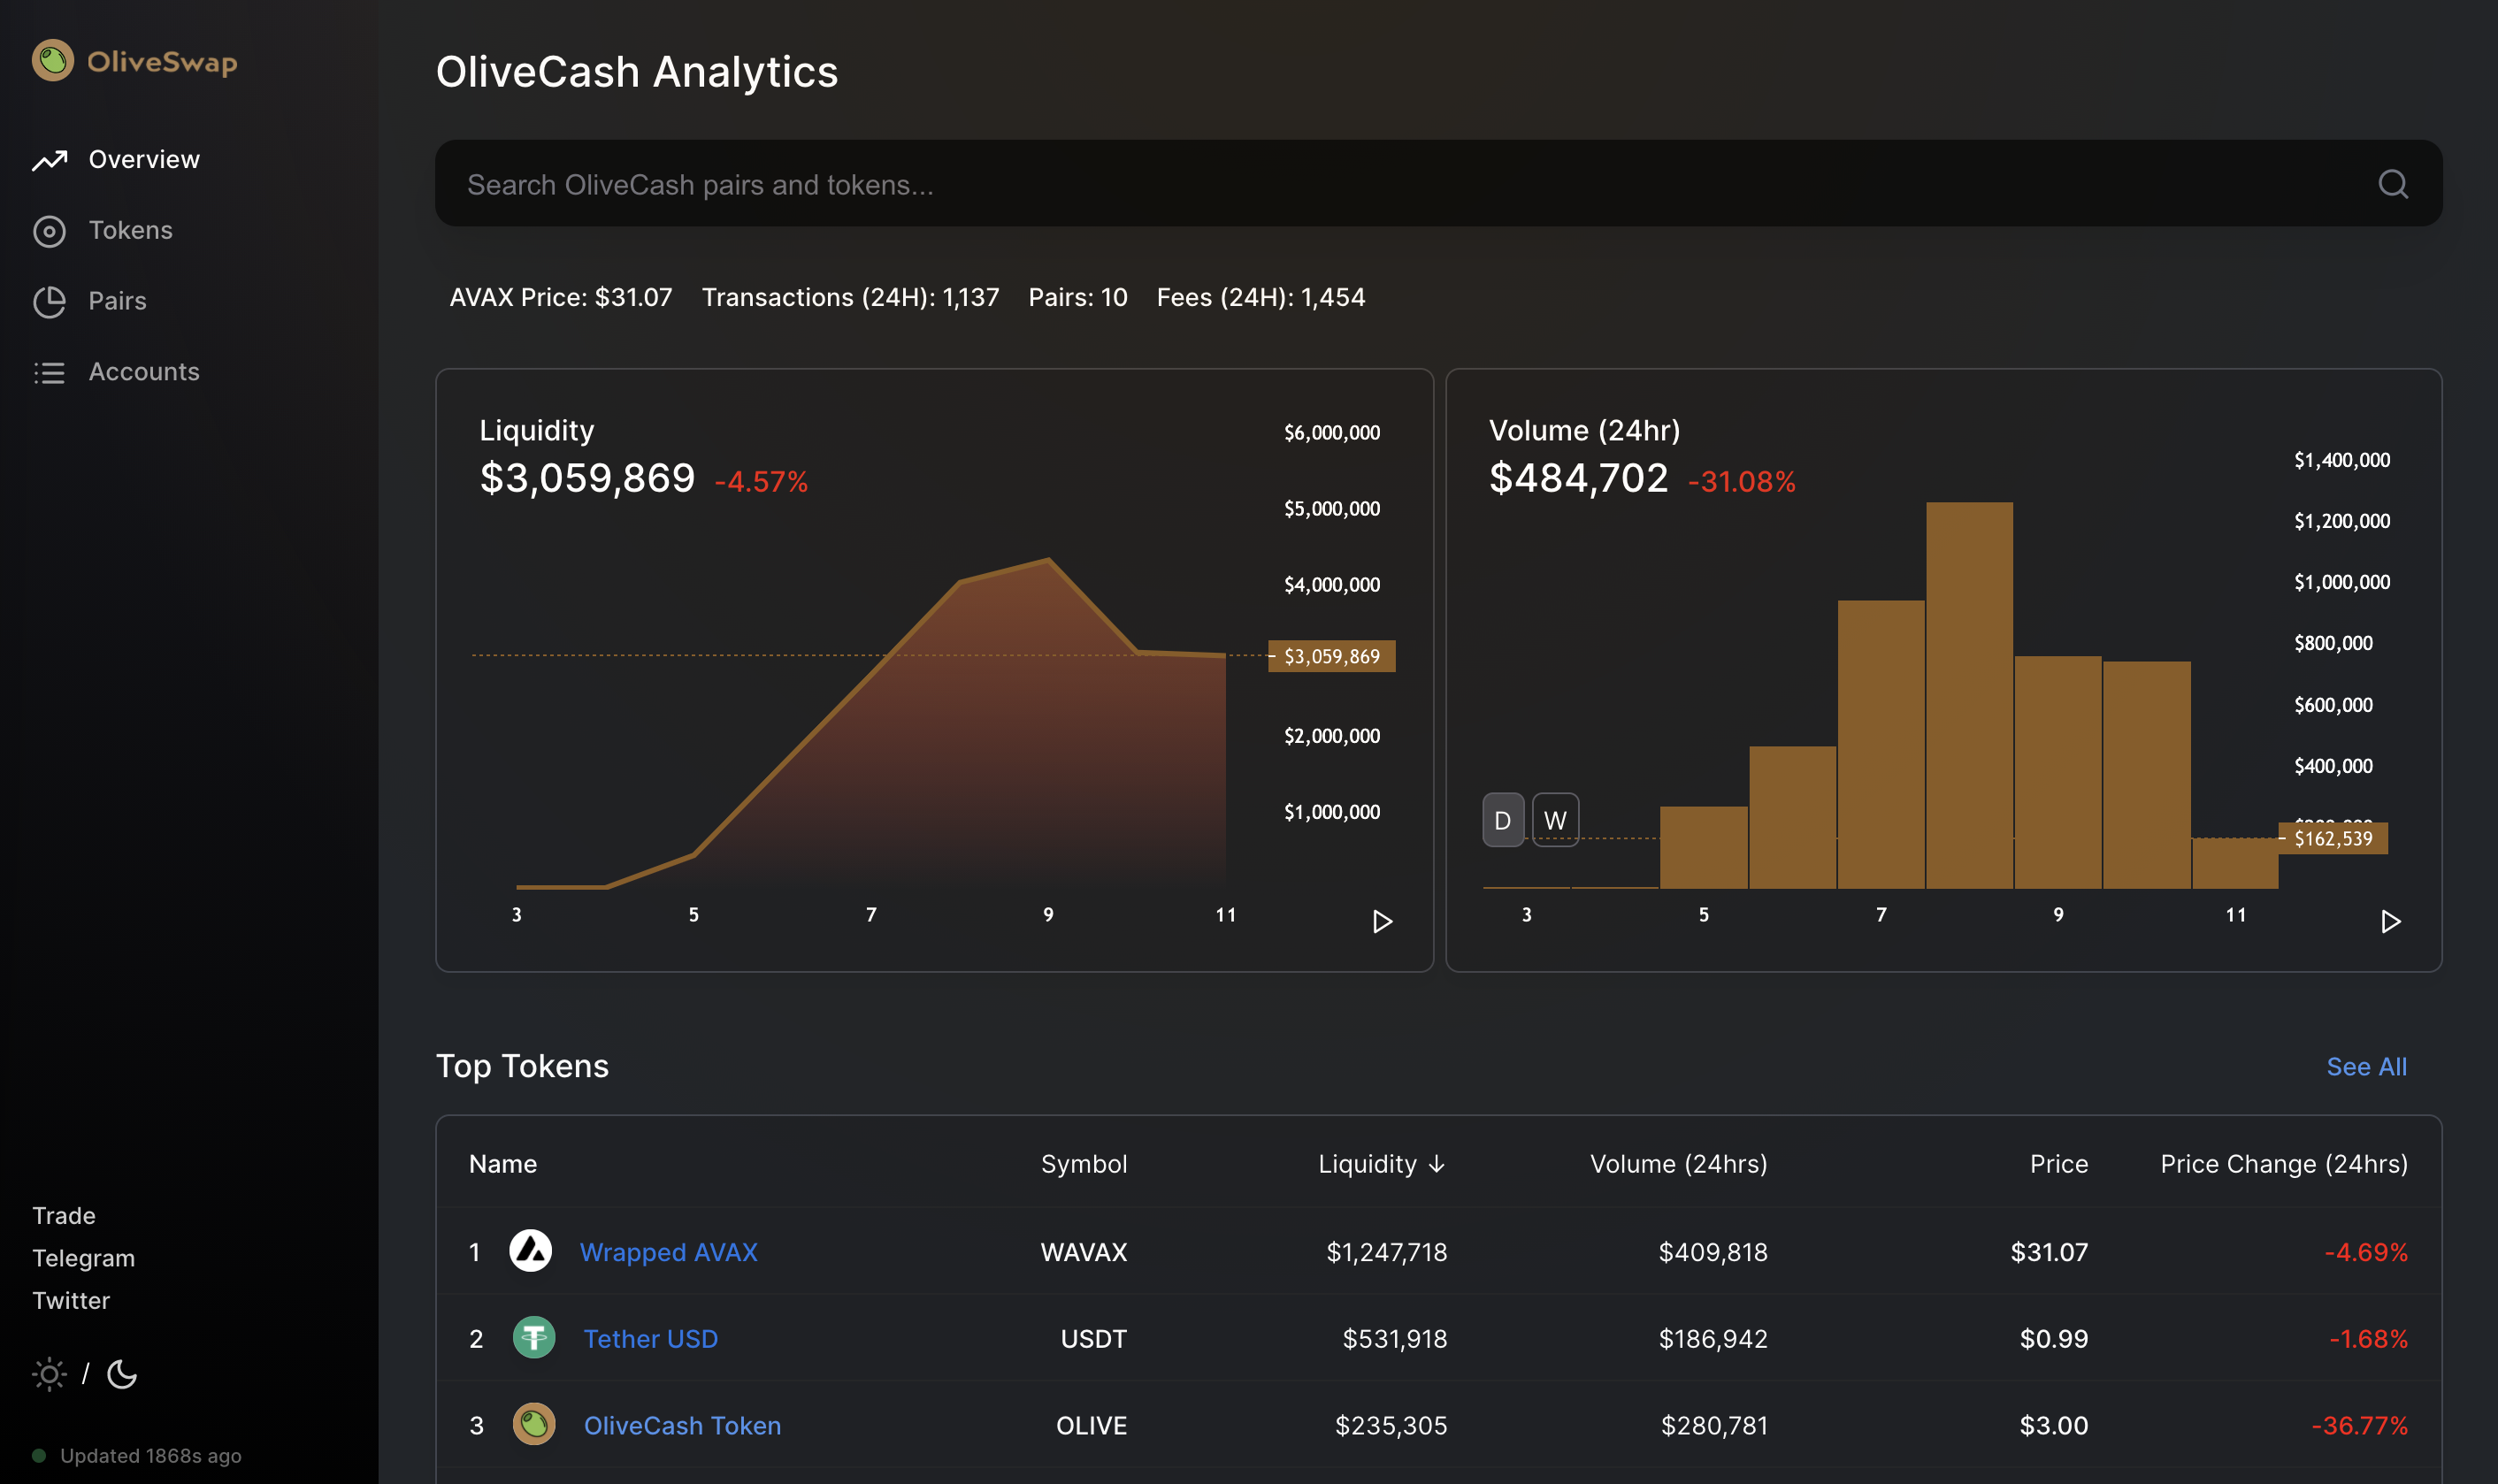 OliveSwap
Overview
Tokens
Pairs
Accounts
Trade
Telegram
Twitter
/
Updated 1868s ago
OliveCash Analytics
Search OliveCash pairs and tokens...
AVAX Price: $31.07 Transactions (24H): 1,137 Pairs: 10 Fees (24H): 1,454
Liquidity
$3,059,869 -4.57%
$6,000,000
$5,000,000
$4,000,000
$3,059,869
$2,000,000
$1,000,000
3 5 7 9 11
Volume (24hr)
$484,702 -31.08%
$1,400,000
$1,200,000
$1,000,000
$800,000
$600,000
$400,000
$162,539
D W
3 5 7 9 11
Top Tokens
See All
Name Symbol Liquidity ↓ Volume (24hrs) Price Price Change (24hrs)
1 Wrapped AVAX WAVAX $1,247,718 $409,818 $31.07 -4.69%
2 Tether USD USDT $531,918 $186,942 $0.99 -1.68%
3 OliveCash Token OLIVE $235,305 $280,781 $3.00 -36.77%